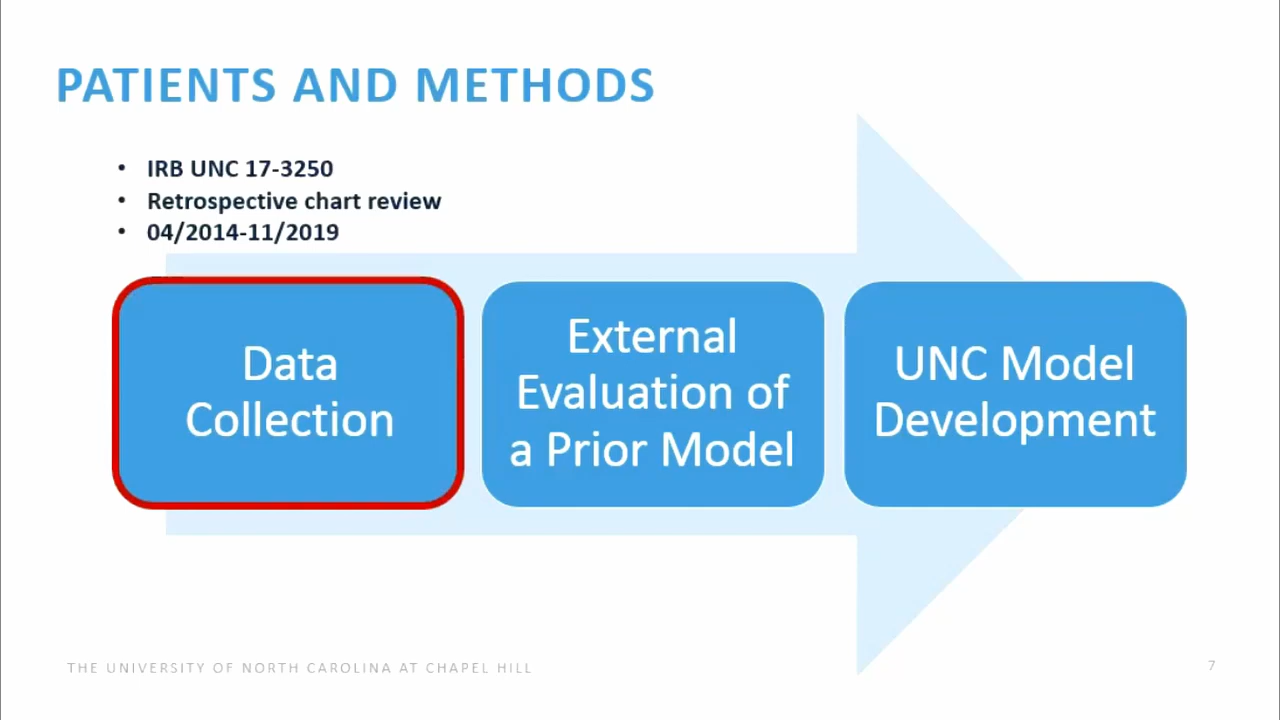 PATIENTS AND METHODS
• IRB UNC 17-3250
• Retrospective chart review
• 04/2014-11/2019
Data
Collection
External
Evaluation of
a Prior Model
UNC Model
Development
THE UNIVERSITY OF NORTH CAROLINA AT CHAPEL HILL
7